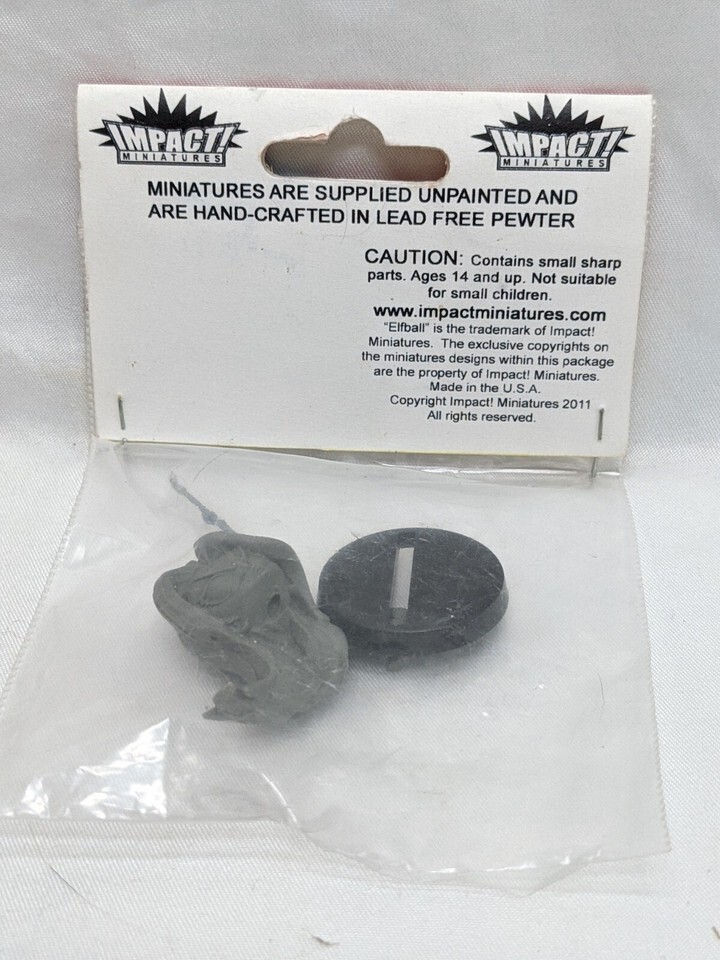 IMPACT!
MINIATURES
IMPACT!
MINIATURES
MINIATURES ARE SUPPLIED UNPAINTED AND
ARE HAND-CRAFTED IN LEAD FREE PEWTER
CAUTION: Contains small sharp
parts. Ages 14 and up. Not suitable
for small children.
www.impactminiatures.com
"Elfball" is the trademark of Impact!
Miniatures. The exclusive copyrights on
the miniatures designs within this package
are the property of Impact! Miniatures.
Made in the U.S.A.
Copyright Impact! Miniatures 2011
All rights reserved.